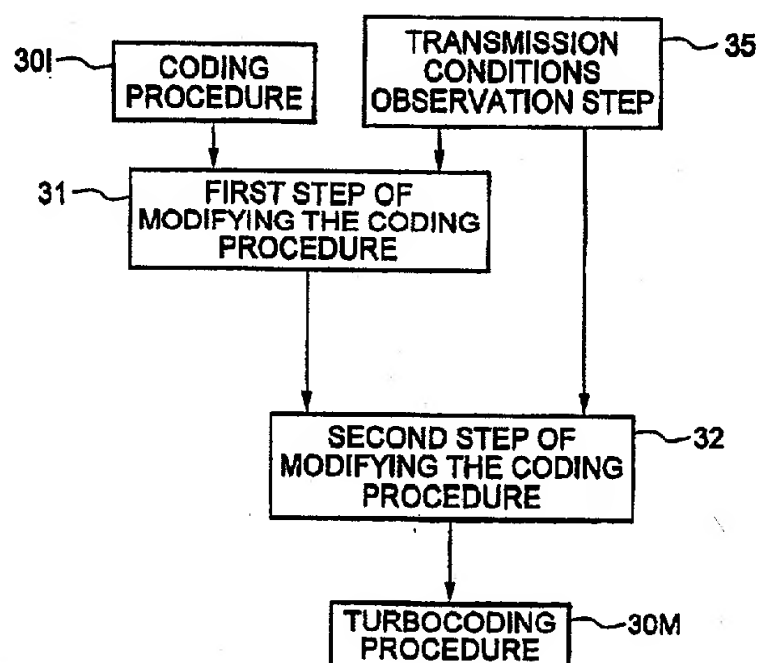 30I
CODING
PROCEDURE
TRANSMISSION
CONDITIONS
OBSERVATION STEP
35
31
FIRST STEP OF
MODIFYING THE CODING
PROCEDURE
SECOND STEP OF
MODIFYING THE CODING
PROCEDURE
32
TURBOCODING
PROCEDURE
30M